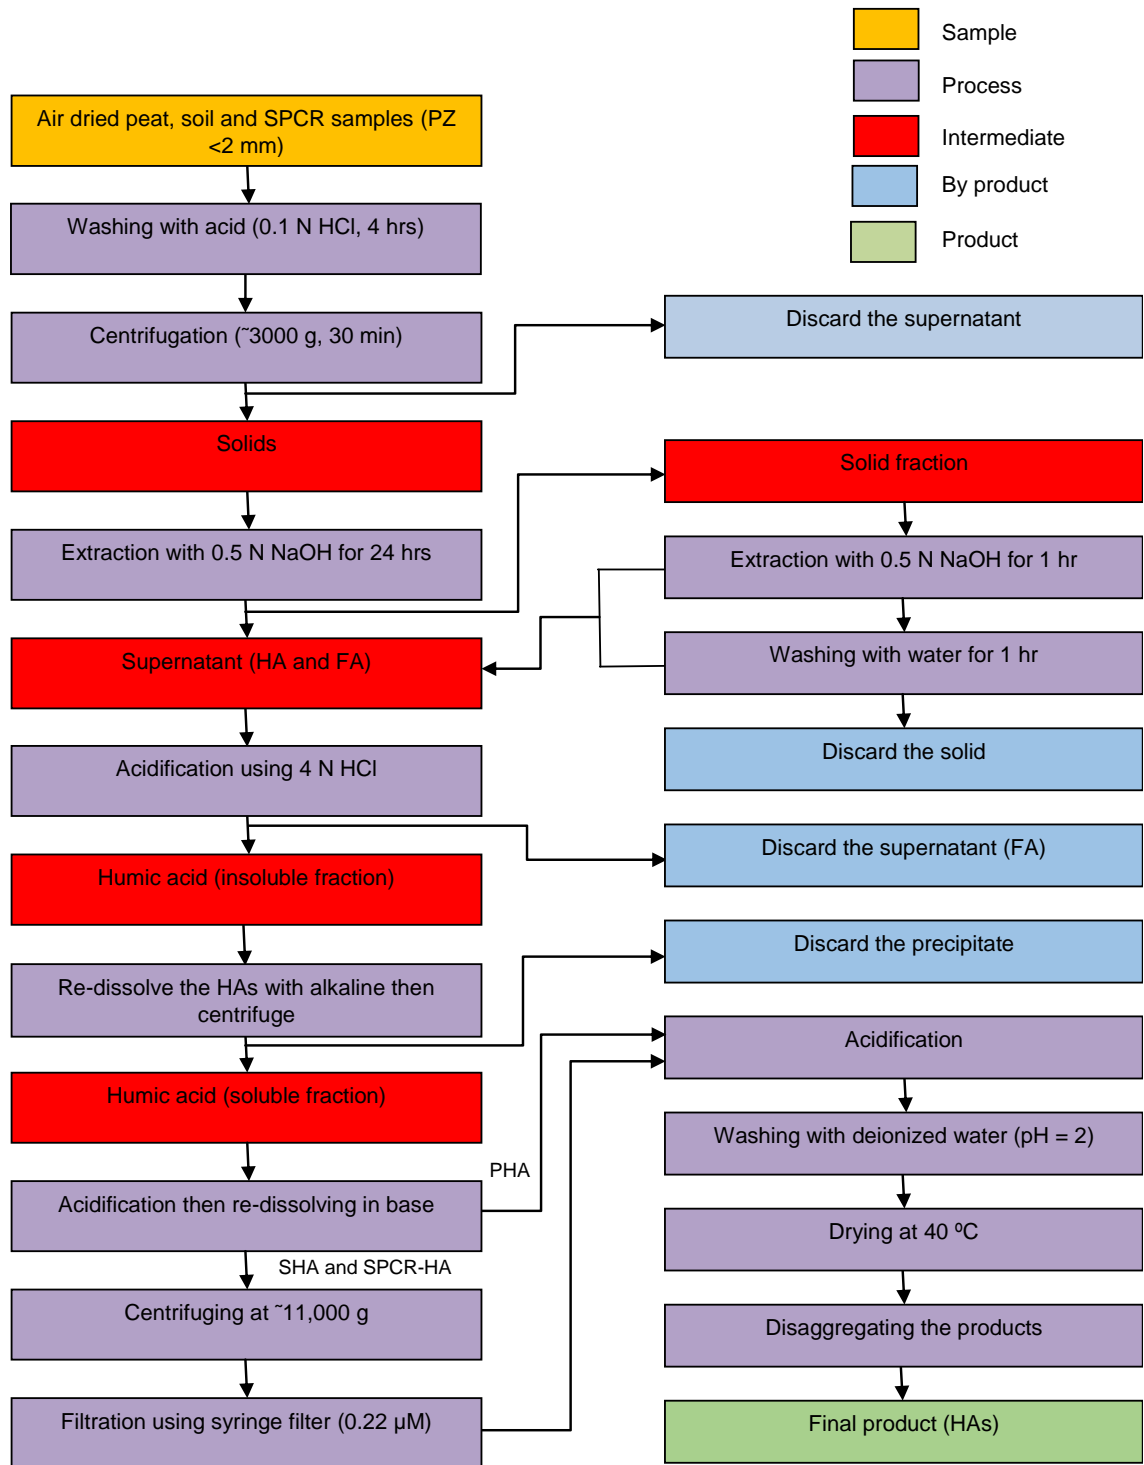 Sample
Process
Intermediate
By product
Product
Air dried peat, soil and SPCR samples (PZ
<2 mm)
Washing with acid (0.1 N HCl, 4 hrs)
Centrifugation (˜3000 g, 30 min)
Discard the supernatant
Solids
Solid fraction
Extraction with 0.5 N NaOH for 24 hrs
Extraction with 0.5 N NaOH for 1 hr
Supernatant (HA and FA)
Washing with water for 1 hr
Acidification using 4 N HCl
Discard the solid
Humic acid (insoluble fraction)
Discard the supernatant (FA)
Re-dissolve the HAs with alkaline then
centrifuge
Discard the precipitate
Humic acid (soluble fraction)
Acidification
PHA
Acidification then re-dissolving in base
Washing with deionized water (pH = 2)
SHA and SPCR-HA
Drying at 40 ºC
Centrifuging at ˜11,000 g
Disaggregating the products
Filtration using syringe filter (0.22 µM)
Final product (HAs)